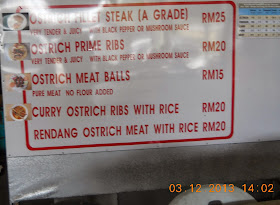 OSTRICH FILLET STEAK (A GRADE) RM25
VERY TENDER & JUICY WITH BLACK PEPPER OR MUSHROOM SAUCE
OSTRICH PRIME RIBS RM20
VERY TENDER & JUICY WITH BLACK PEPPER OR MUSHROOM SAUCE
OSTRICH MEAT BALLS RM15
PURE MEAT NO FLOUR ADDED
CURRY OSTRICH RIBS WITH RICE RM20
RENDANG OSTRICH MEAT WITH RICE RM20
03.12.2013 14:02